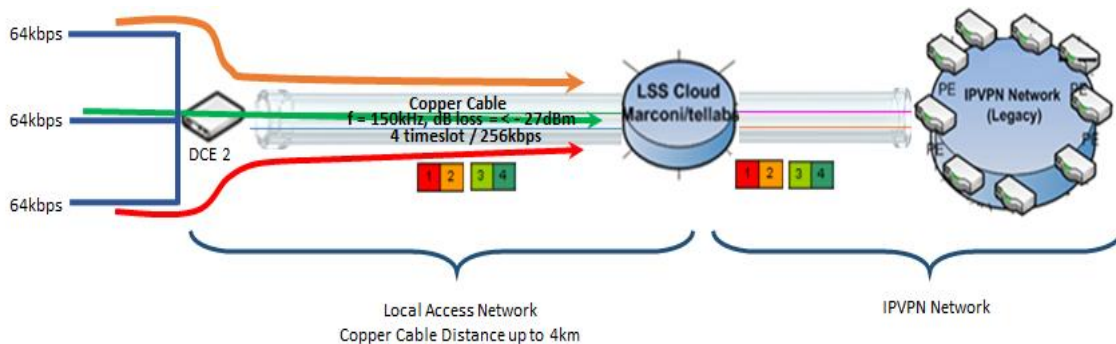 64kbps
64kbps
64kbps
DCE 2
Copper Cable
f = 150kHz, dB loss = < - 27dBm
4 timeslot / 256kbps
1 2 3 4
LSS Cloud
Marconi/tellabs
1 2 3 4
IPVPN Network
(Legacy)
PE
PE
PE
Local Access Network
Copper Cable Distance up to 4km
IPVPN Network